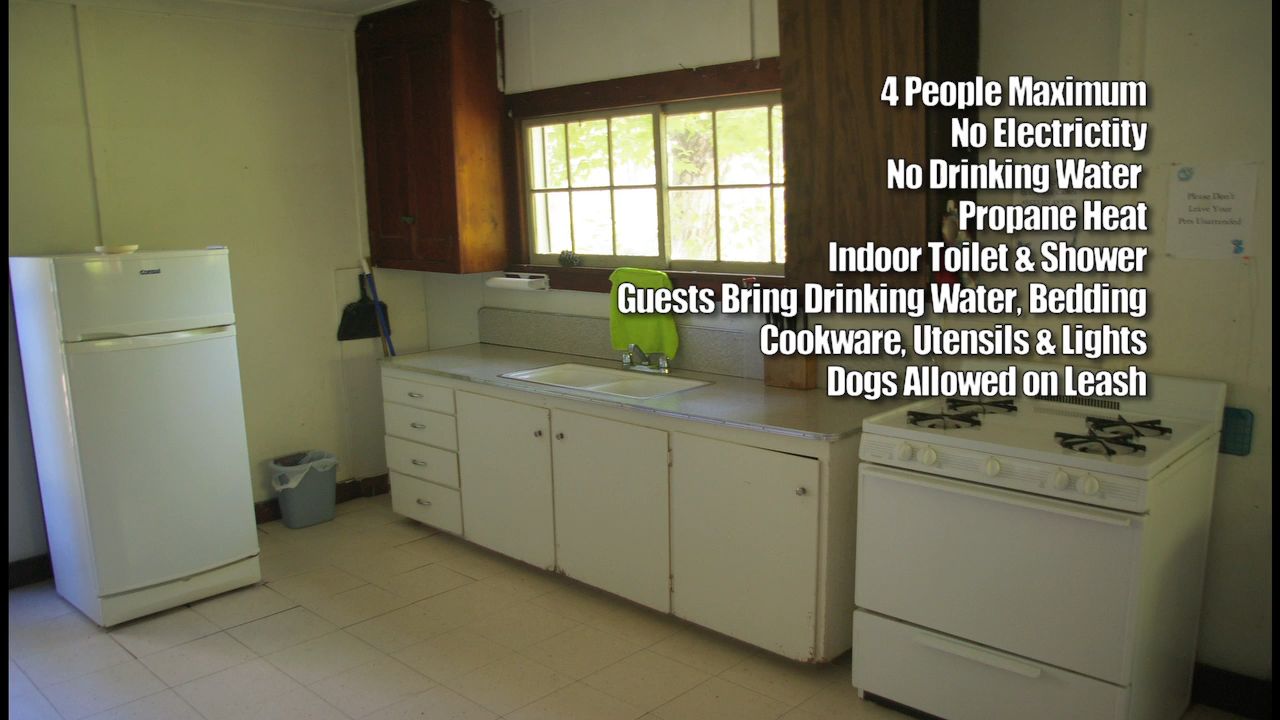 4 People Maximum
No Electrictity
No Drinking Water
Propane Heat
Indoor Toilet & Shower
Guests Bring Drinking Water, Bedding
Cookware, Utensils & Lights
Dogs Allowed on Leash
Please Don't
Leave Your
Pets Unattended
Consul